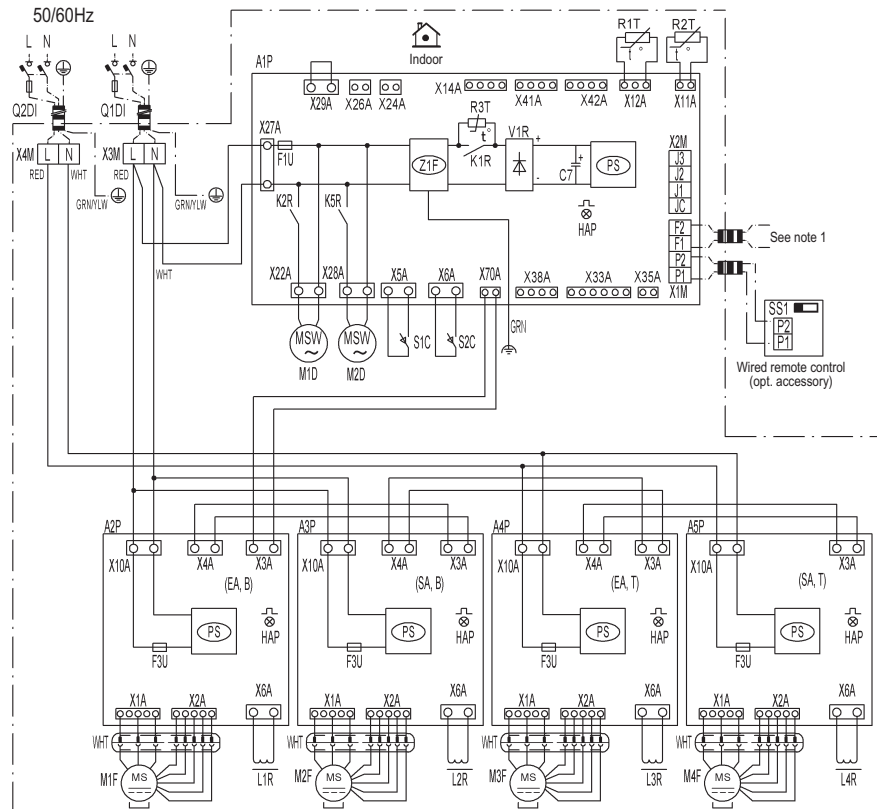 50/60Hz
L N L N
Indoor
R1T R2T
t° t°
A1P
Q2DI Q1DI
X29A X26A X24A X14A X41A X42A X12A X11A
R3T
t°
X27A
F1U
Z1F
K1R
V1R
+
-
C7
+
PS
HAP
X2M
J3
J2
J1
JC
F2
F1
P2
P1
X1M
See note 1
X4M L N X3M L N
RED WHT RED
GRN/YLW GRN/YLW
WHT
K2R K5R
X22A X28A X5A X6A X70A X38A X33A X35A
GRN
MSW MSW
M1D M2D
S1C S2C
SS1
P2
P1
Wired remote control
(opt. accessory)
A2P A3P A4P A5P
X10A X4A X3A X10A X4A X3A X10A X4A X3A X10A X3A
(EA, B) (SA, B) (EA, T) (SA, T)
PS HAP PS HAP PS HAP PS HAP
F3U F3U F3U F3U
X1A X2A X6A X1A X2A X6A X1A X2A X6A X1A X2A X6A
WHT WHT WHT WHT
M1F MS L1R M2F MS L2R M3F MS L3R M4F MS L4R